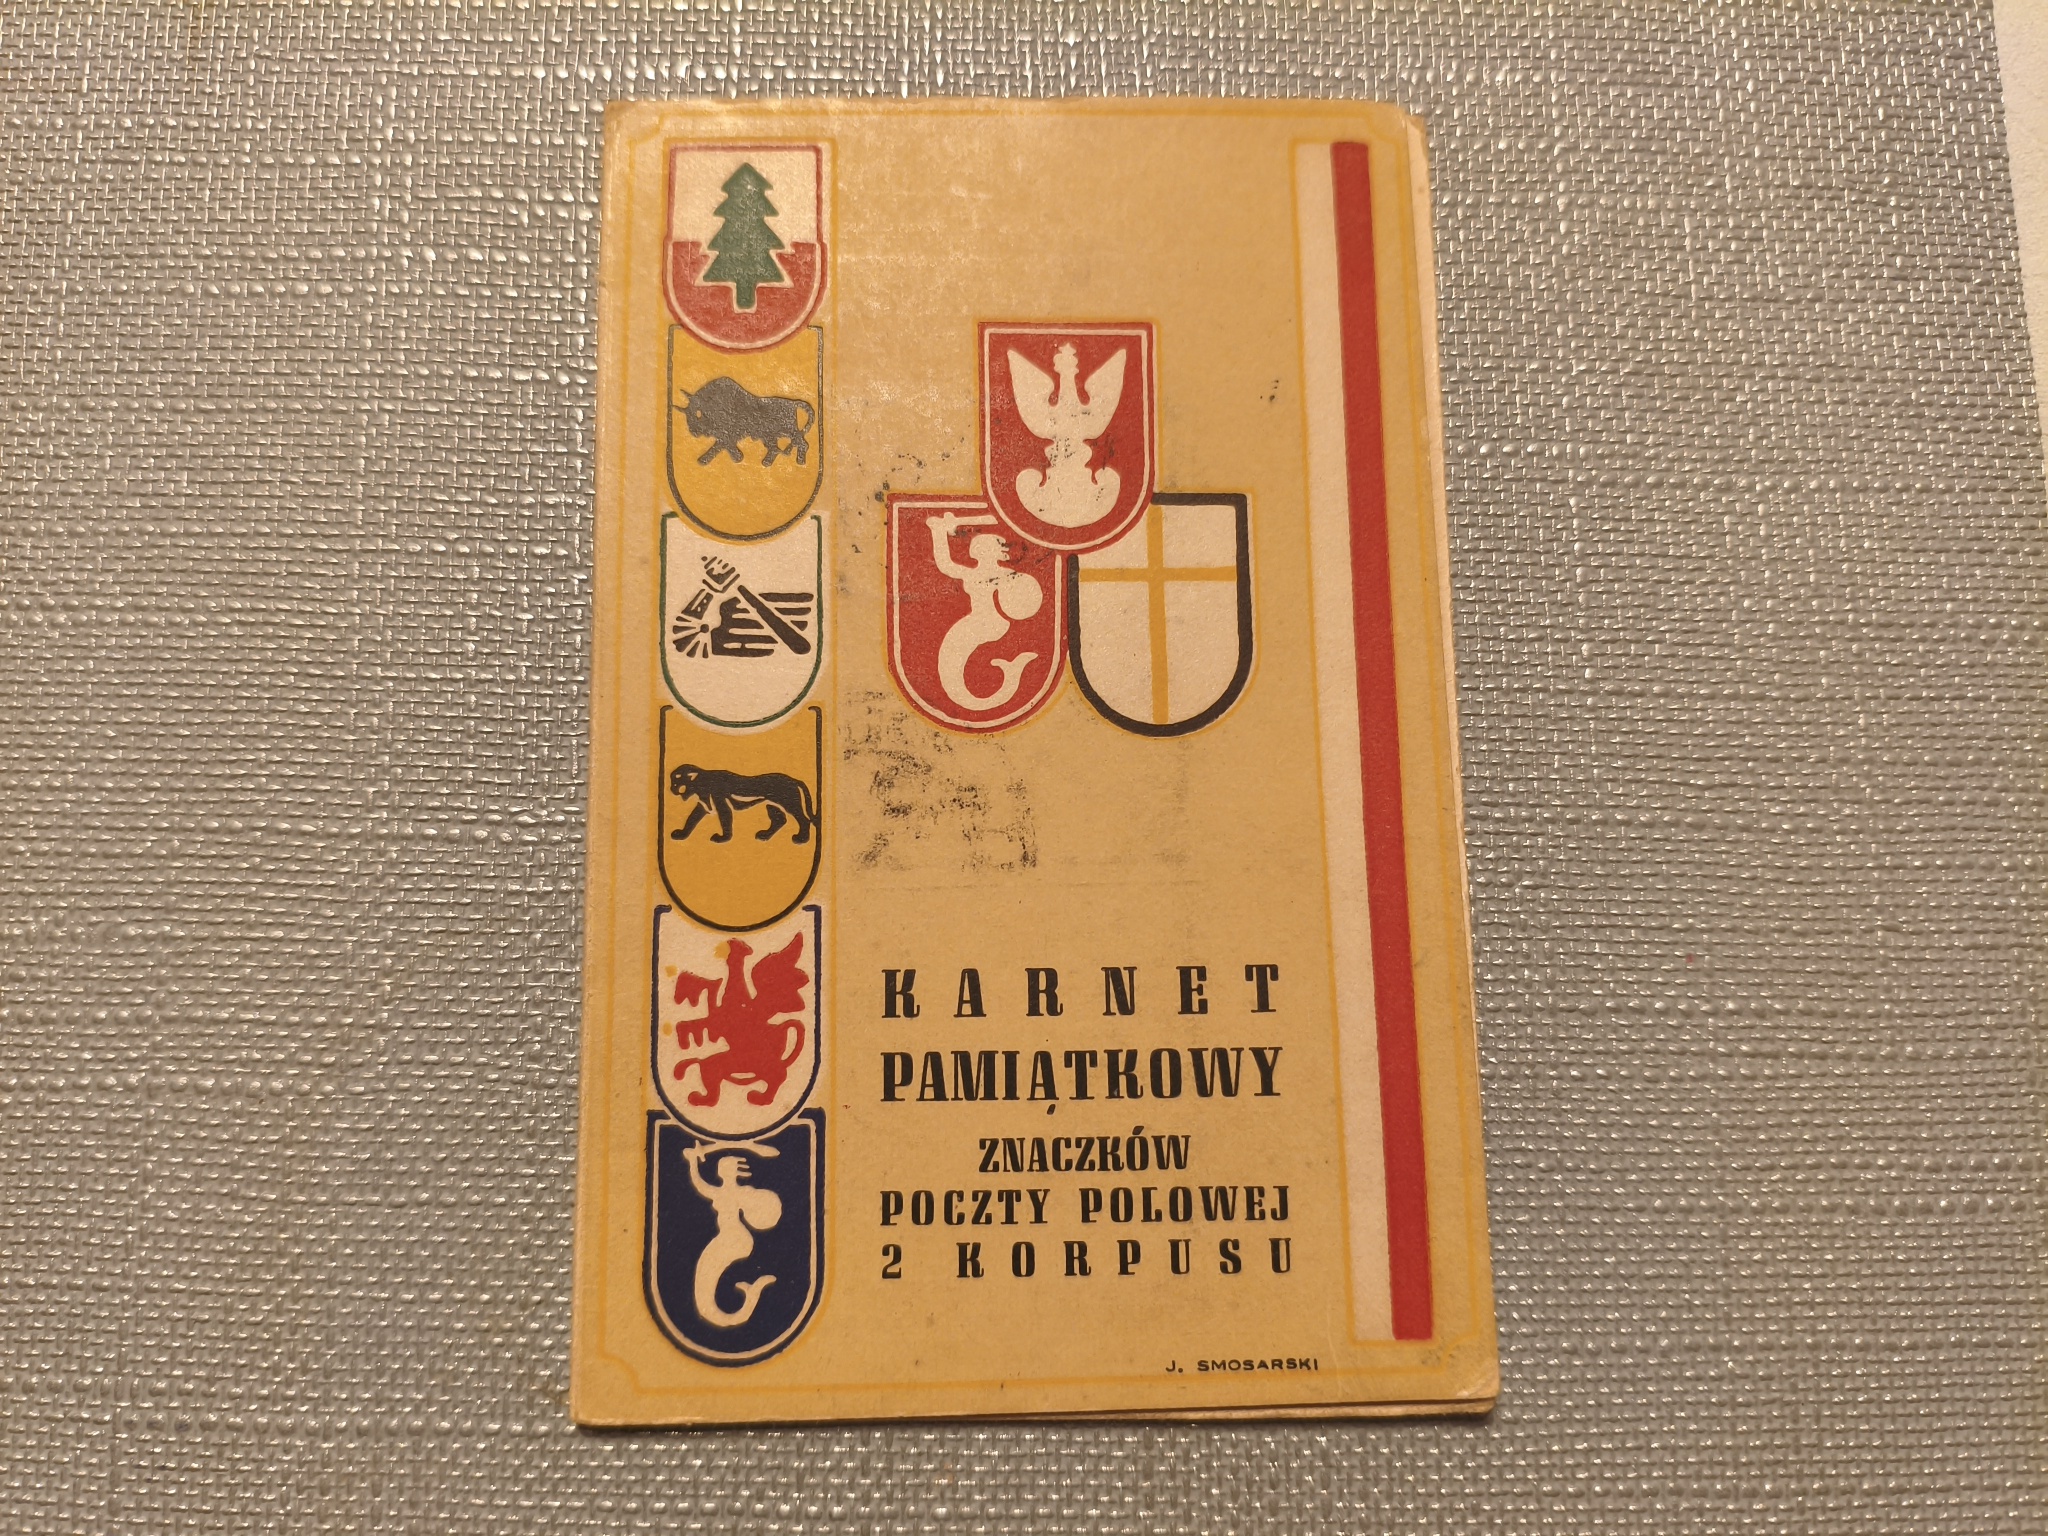 KARNET
PAMIĄTKOWY
ZNACZKÓW
POCZTY POLOWEJ
2 KORPUSU
J. SMOSARSKI